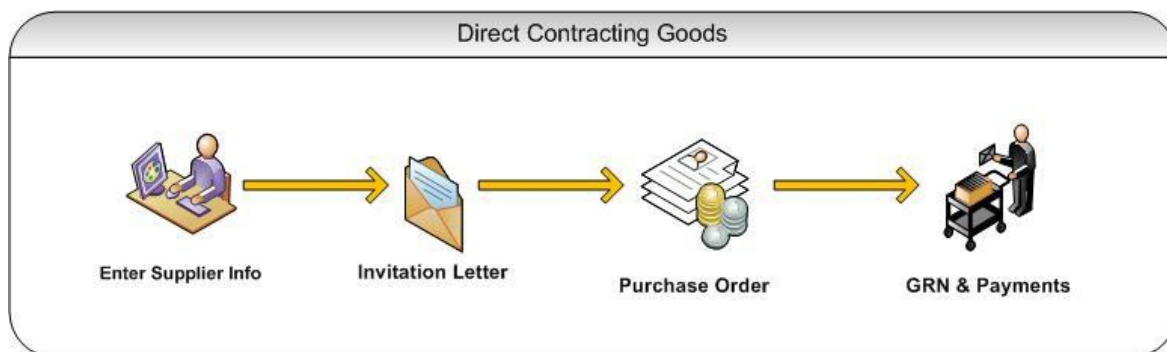 Direct Contracting Goods
Enter Supplier Info
Invitation Letter
Purchase Order
GRN & Payments